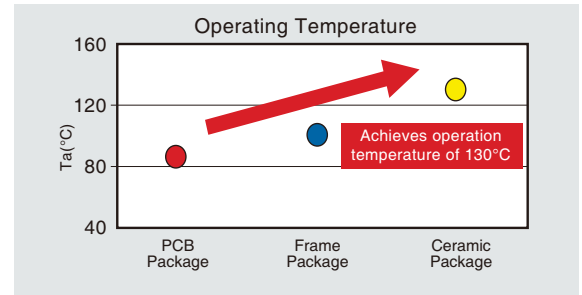 Operating Temperature
160
120
80
40
Ta(°C)
Achieves operation
temperature of 130°C
PCB
Package
Frame
Package
Ceramic
Package